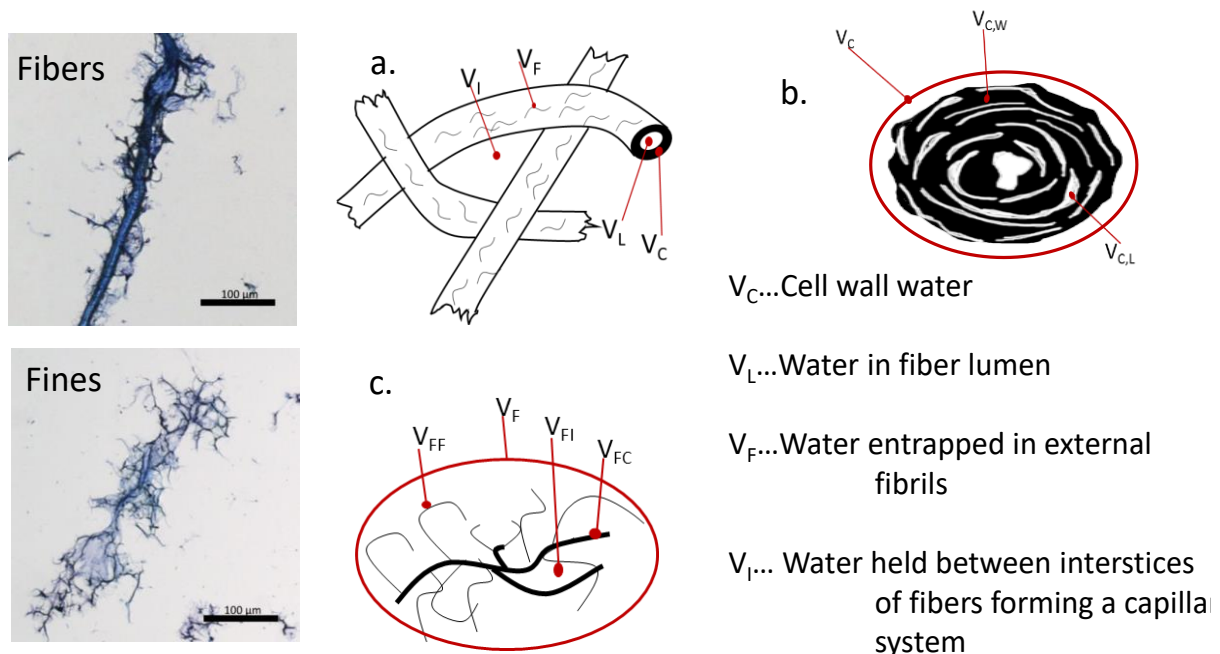 Fibers
100 µm
a.
V_I
V_F
V_L
V_C
b.
V_C
V_C,W
V_C,L
Fines
100 µm
c.
V_F
V_FF
V_FI
V_FC
V_C...Cell wall water
V_L...Water in fiber lumen
V_F...Water entrapped in external
fibrils
V_I... Water held between interstices
of fibers forming a capillar
system